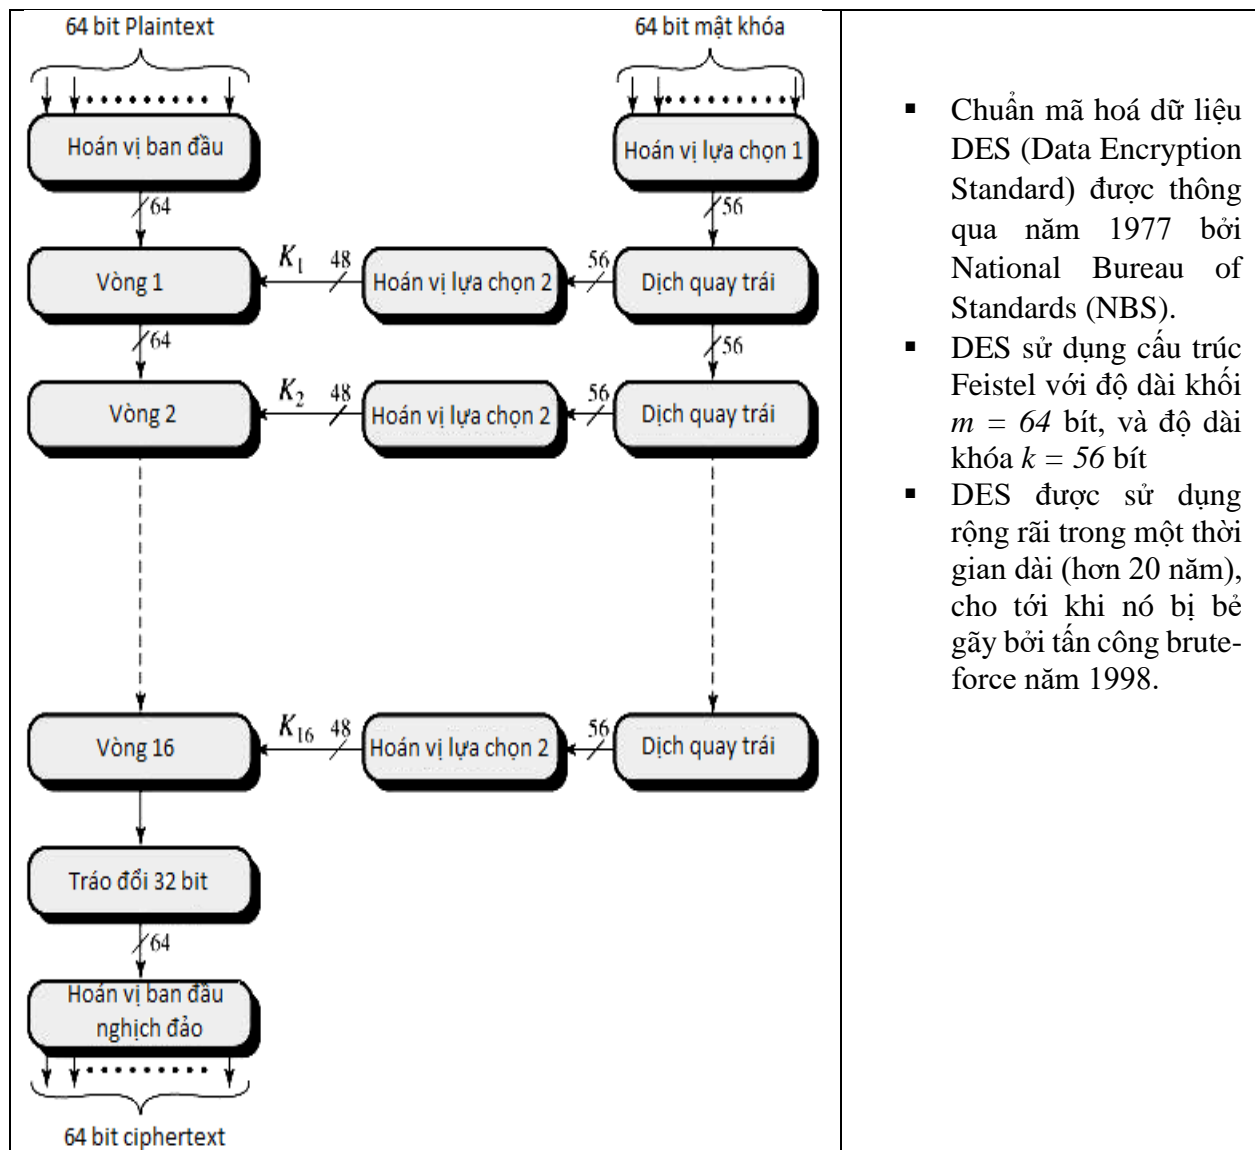 64 bit Plaintext
64 bit mật khóa
Hoán vị ban đầu
Hoán vị lựa chọn 1
64
56
Vòng 1
K1
48
Hoán vị lựa chọn 2
56
Dịch quay trái
64
56
Vòng 2
K2
48
Hoán vị lựa chọn 2
56
Dịch quay trái
Vòng 16
K16
48
Hoán vị lựa chọn 2
56
Dịch quay trái
Tráo đổi 32 bit
64
Hoán vị ban đầu
nghịch đảo
64 bit ciphertext
▪ Chuẩn mã hoá dữ liệu
DES (Data Encryption
Standard) được thông
qua năm 1977 bởi
National Bureau of
Standards (NBS).
▪ DES sử dụng cấu trúc
Feistel với độ dài khối
m = 64 bít, và độ dài
khóa k = 56 bít
▪ DES được sử dụng
rộng rãi trong một thời
gian dài (hơn 20 năm),
cho tới khi nó bị bẻ
gãy bởi tấn công brute-
force năm 1998.